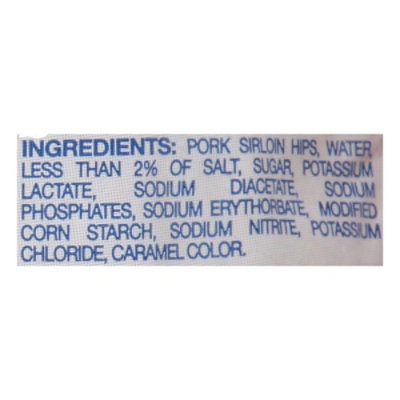 INGREDIENTS: PORK SIRLOIN HIPS, WATER,
LESS THAN 2% OF SALT, SUGAR, POTASSIUM
LACTATE, SODIUM DIACETATE, SODIUM
PHOSPHATES, SODIUM ERYTHORBATE, MODIFIED
CORN STARCH, SODIUM NITRITE, POTASSIUM
CHLORIDE, CARAMEL COLOR.